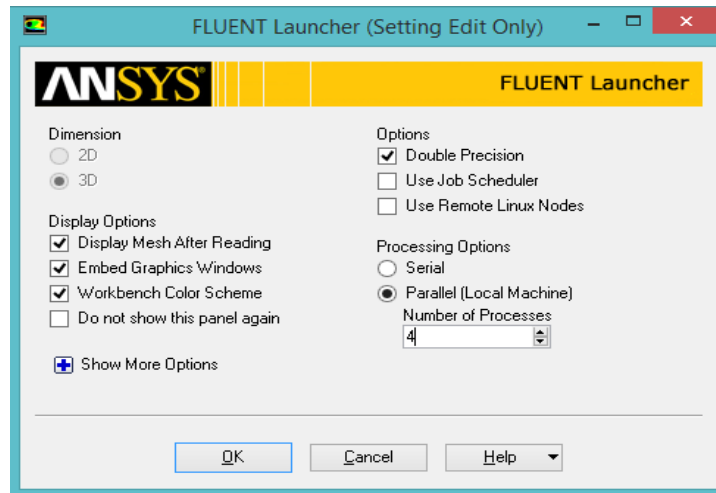 FLUENT Launcher (Setting Edit Only)
ANSYS®
FLUENT Launcher
Dimension
2D
3D
Display Options
Display Mesh After Reading
Embed Graphics Windows
Workbench Color Scheme
Do not show this panel again
Show More Options
Options
Double Precision
Use Job Scheduler
Use Remote Linux Nodes
Processing Options
Serial
Parallel (Local Machine)
Number of Processes
4
OK
Cancel
Help